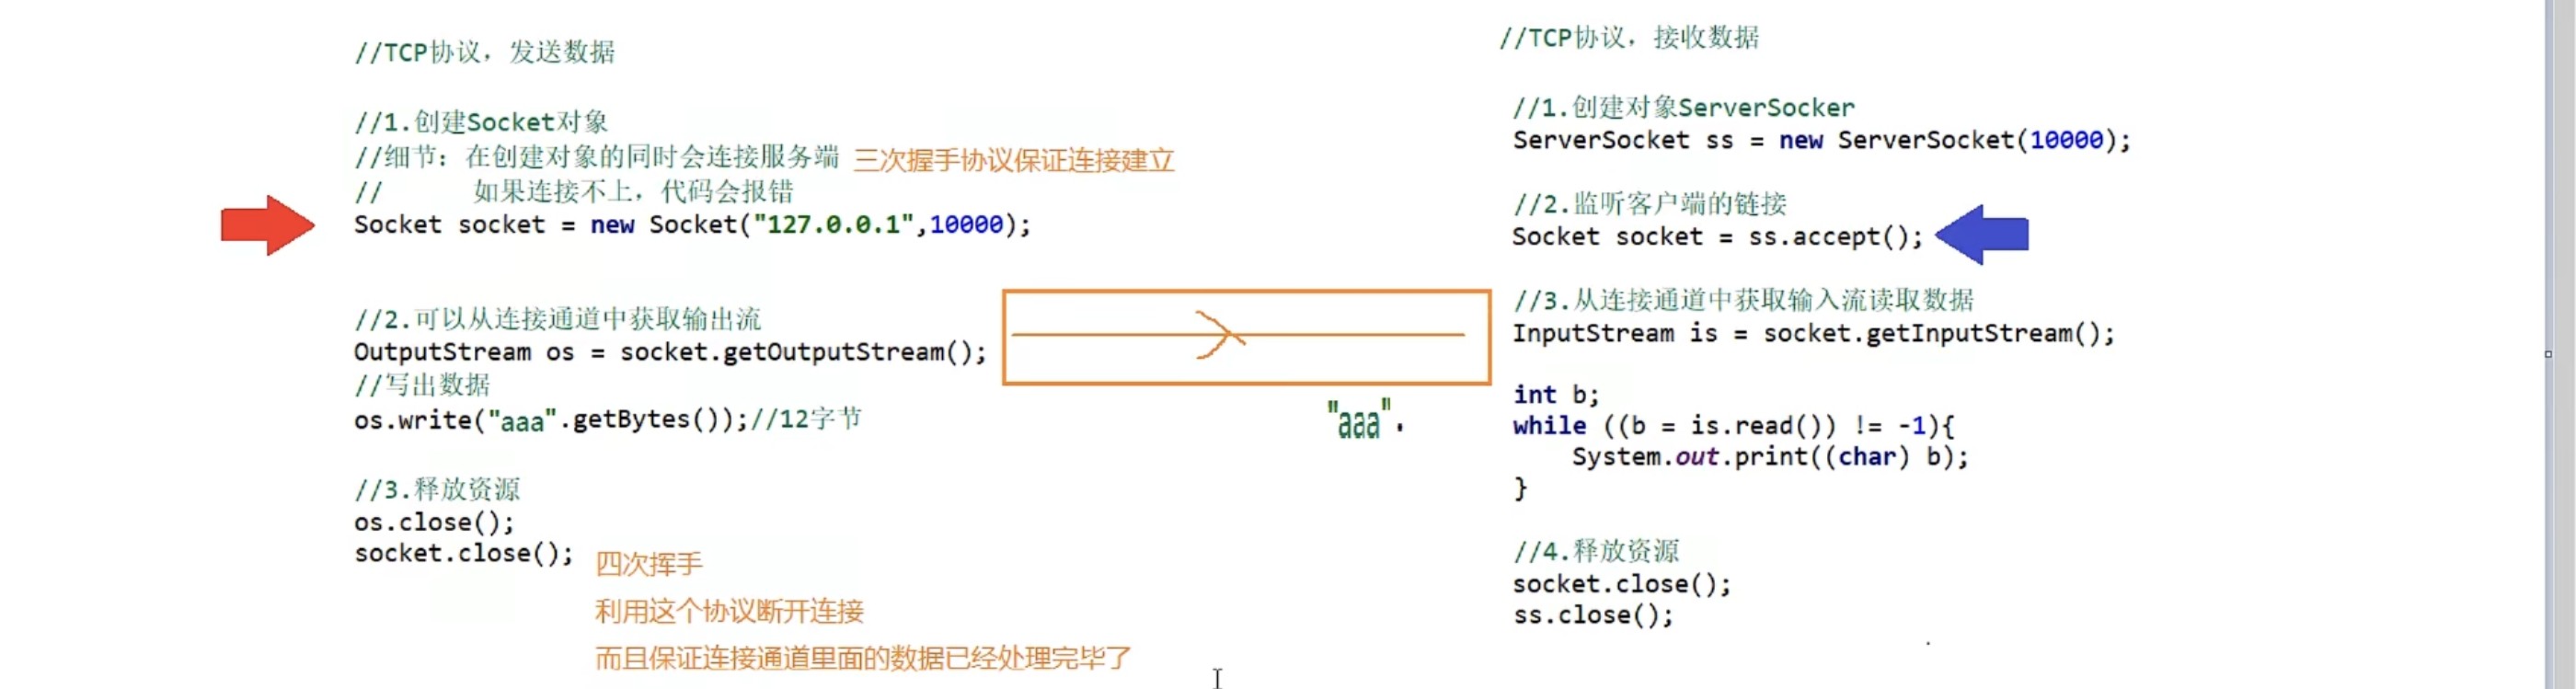 //TCP协议，发送数据
//1.创建Socket对象
//细节：在创建对象的同时会连接服务端 三次握手协议保证连接建立
// 如果连接不上，代码会报错
Socket socket = new Socket("127.0.0.1",10000);
//2.可以从连接通道中获取输出流
OutputStream os = socket.getOutputStream();
//写出数据
os.write("aaa".getBytes());//12字节
//3.释放资源
os.close();
socket.close();
四次挥手
利用这个协议断开连接
而且保证连接通道里面的数据已经处理完毕了
"aaa".
//TCP协议，接收数据
//1.创建对象ServerSocker
ServerSocket ss = new ServerSocket(10000);
//2.监听客户端的链接
Socket socket = ss.accept();
//3.从连接通道中获取输入流读取数据
InputStream is = socket.getInputStream();
int b;
while ((b = is.read()) != -1){
System.out.print((char) b);
}
//4.释放资源
socket.close();
ss.close();